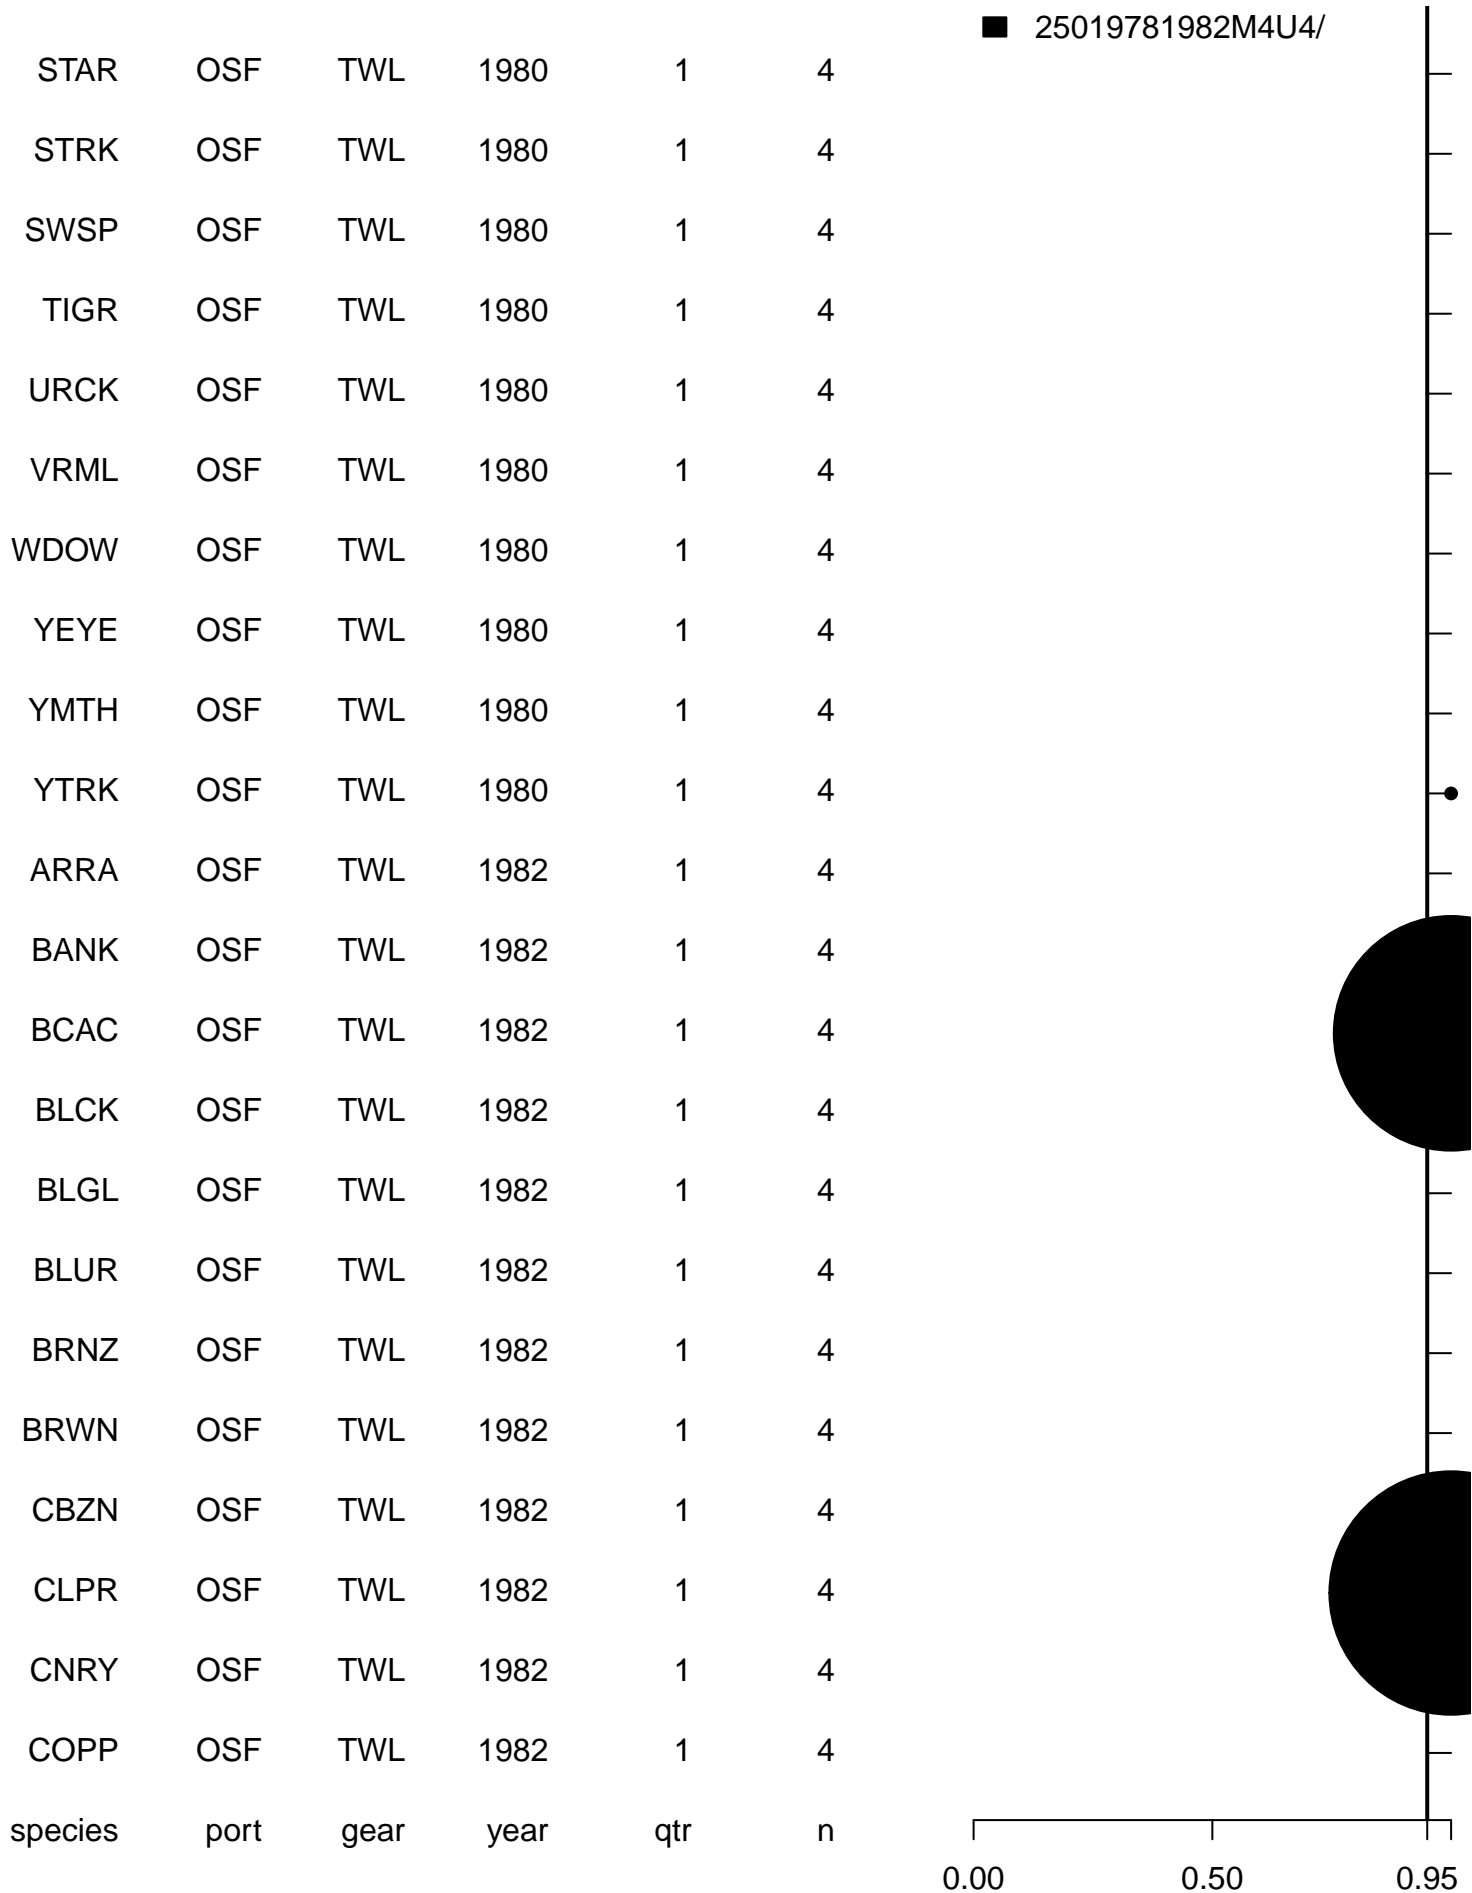 25019781982M4U4/
STAR OSF TWL 1980 1 4
STRK OSF TWL 1980 1 4
SWSP OSF TWL 1980 1 4
TIGR OSF TWL 1980 1 4
URCK OSF TWL 1980 1 4
VRML OSF TWL 1980 1 4
WDOW OSF TWL 1980 1 4
YEYE OSF TWL 1980 1 4
YMTH OSF TWL 1980 1 4
YTRK OSF TWL 1980 1 4
ARRA OSF TWL 1982 1 4
BANK OSF TWL 1982 1 4
BCAC OSF TWL 1982 1 4
BLCK OSF TWL 1982 1 4
BLGL OSF TWL 1982 1 4
BLUR OSF TWL 1982 1 4
BRNZ OSF TWL 1982 1 4
BRWN OSF TWL 1982 1 4
CBZN OSF TWL 1982 1 4
CLPR OSF TWL 1982 1 4
CNRY OSF TWL 1982 1 4
COPP OSF TWL 1982 1 4
species port gear year qtr n
0.00 0.50 0.95